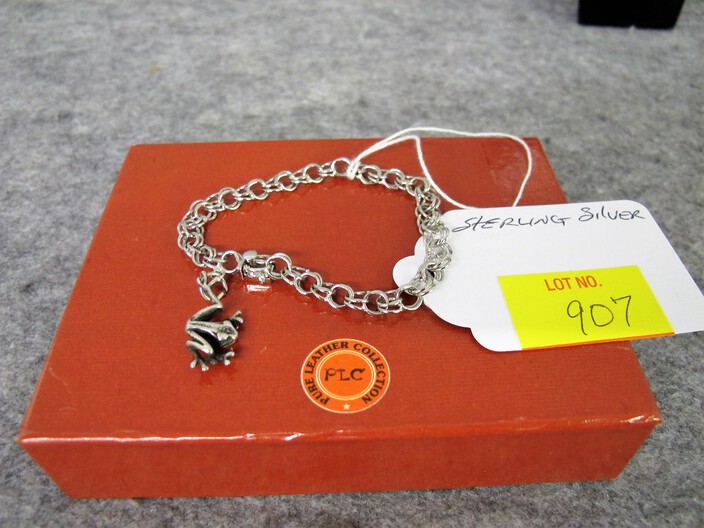 STERLING SILVER
LOT NO.
907
PURE LEATHER COLLECTION
PLC